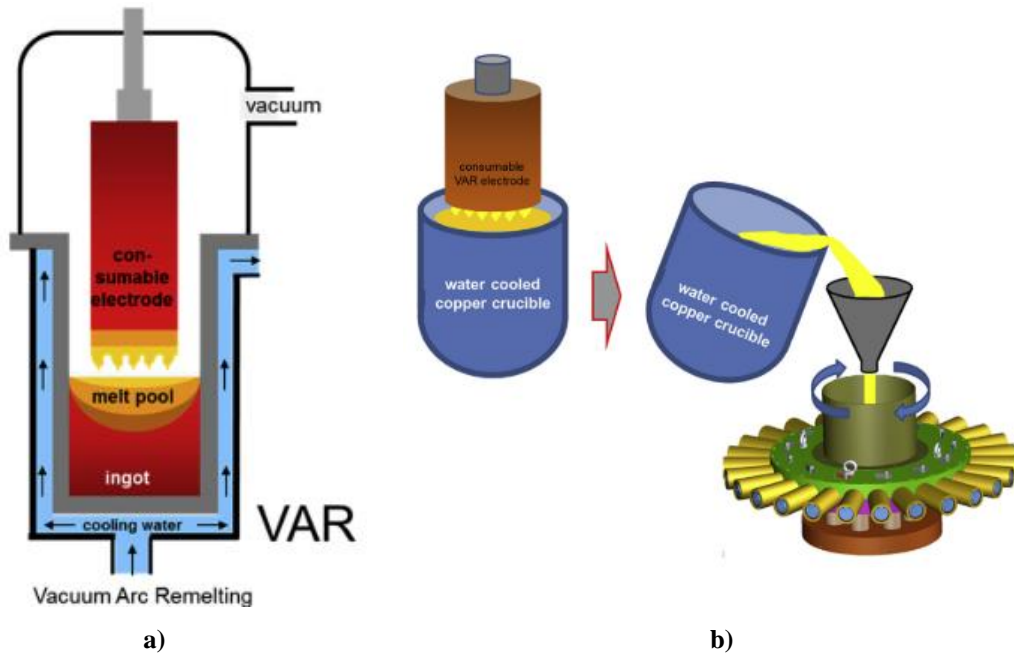 vacuum
con-
sumable
electrode
melt pool
ingot
cooling water
VAR
Vacuum Arc Remelting
a)
consumable
VAR electrode
water cooled
copper crucible
water cooled
copper crucible
b)